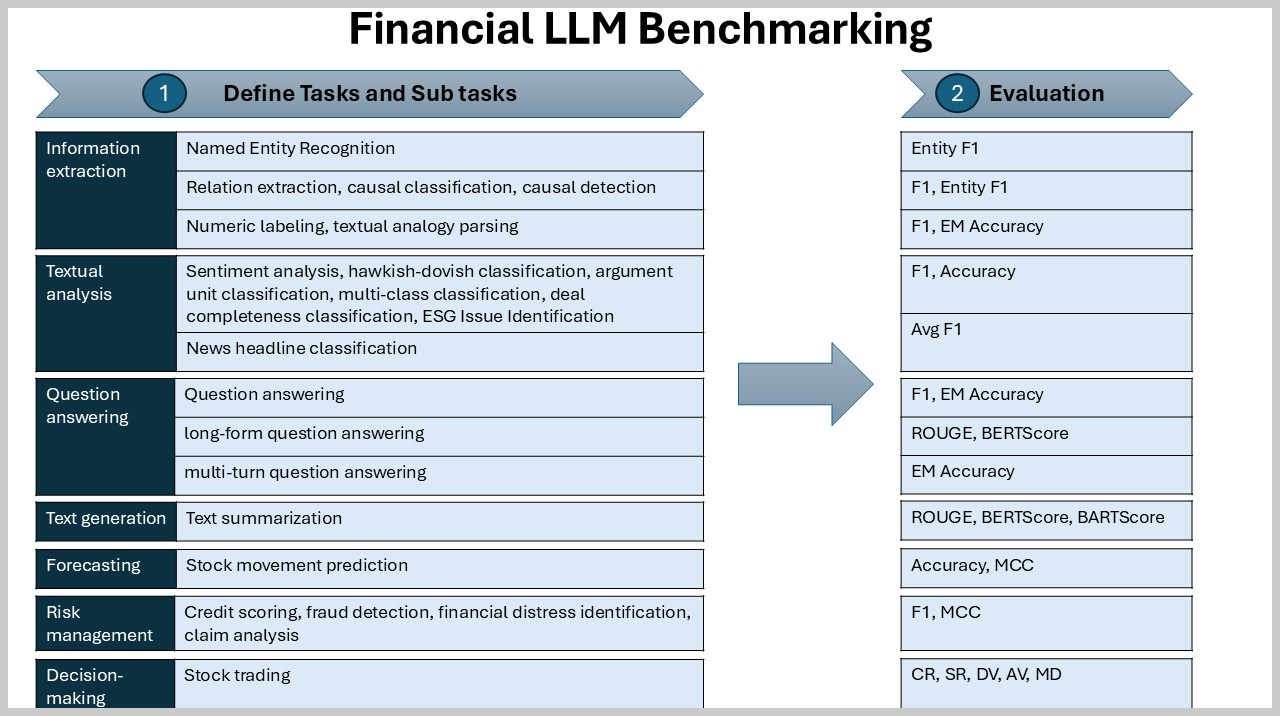 Financial LLM Benchmarking
1 Define Tasks and Sub tasks
2 Evaluation
Information
extraction
Named Entity Recognition
Entity F1
Relation extraction, causal classification, causal detection
F1, Entity F1
Numeric labeling, textual analogy parsing
F1, EM Accuracy
Textual
analysis
Sentiment analysis, hawkish-dovish classification, argument
unit classification, multi-class classification, deal
completeness classification, ESG Issue Identification
F1, Accuracy
News headline classification
Avg F1
Question
answering
Question answering
F1, EM Accuracy
long-form question answering
ROUGE, BERTScore
multi-turn question answering
EM Accuracy
Text generation
Text summarization
ROUGE, BERTScore, BARTScore
Forecasting
Stock movement prediction
Accuracy, MCC
Risk
management
Credit scoring, fraud detection, financial distress identification,
claim analysis
F1, MCC
Decision-
making
Stock trading
CR, SR, DV, AV, MD